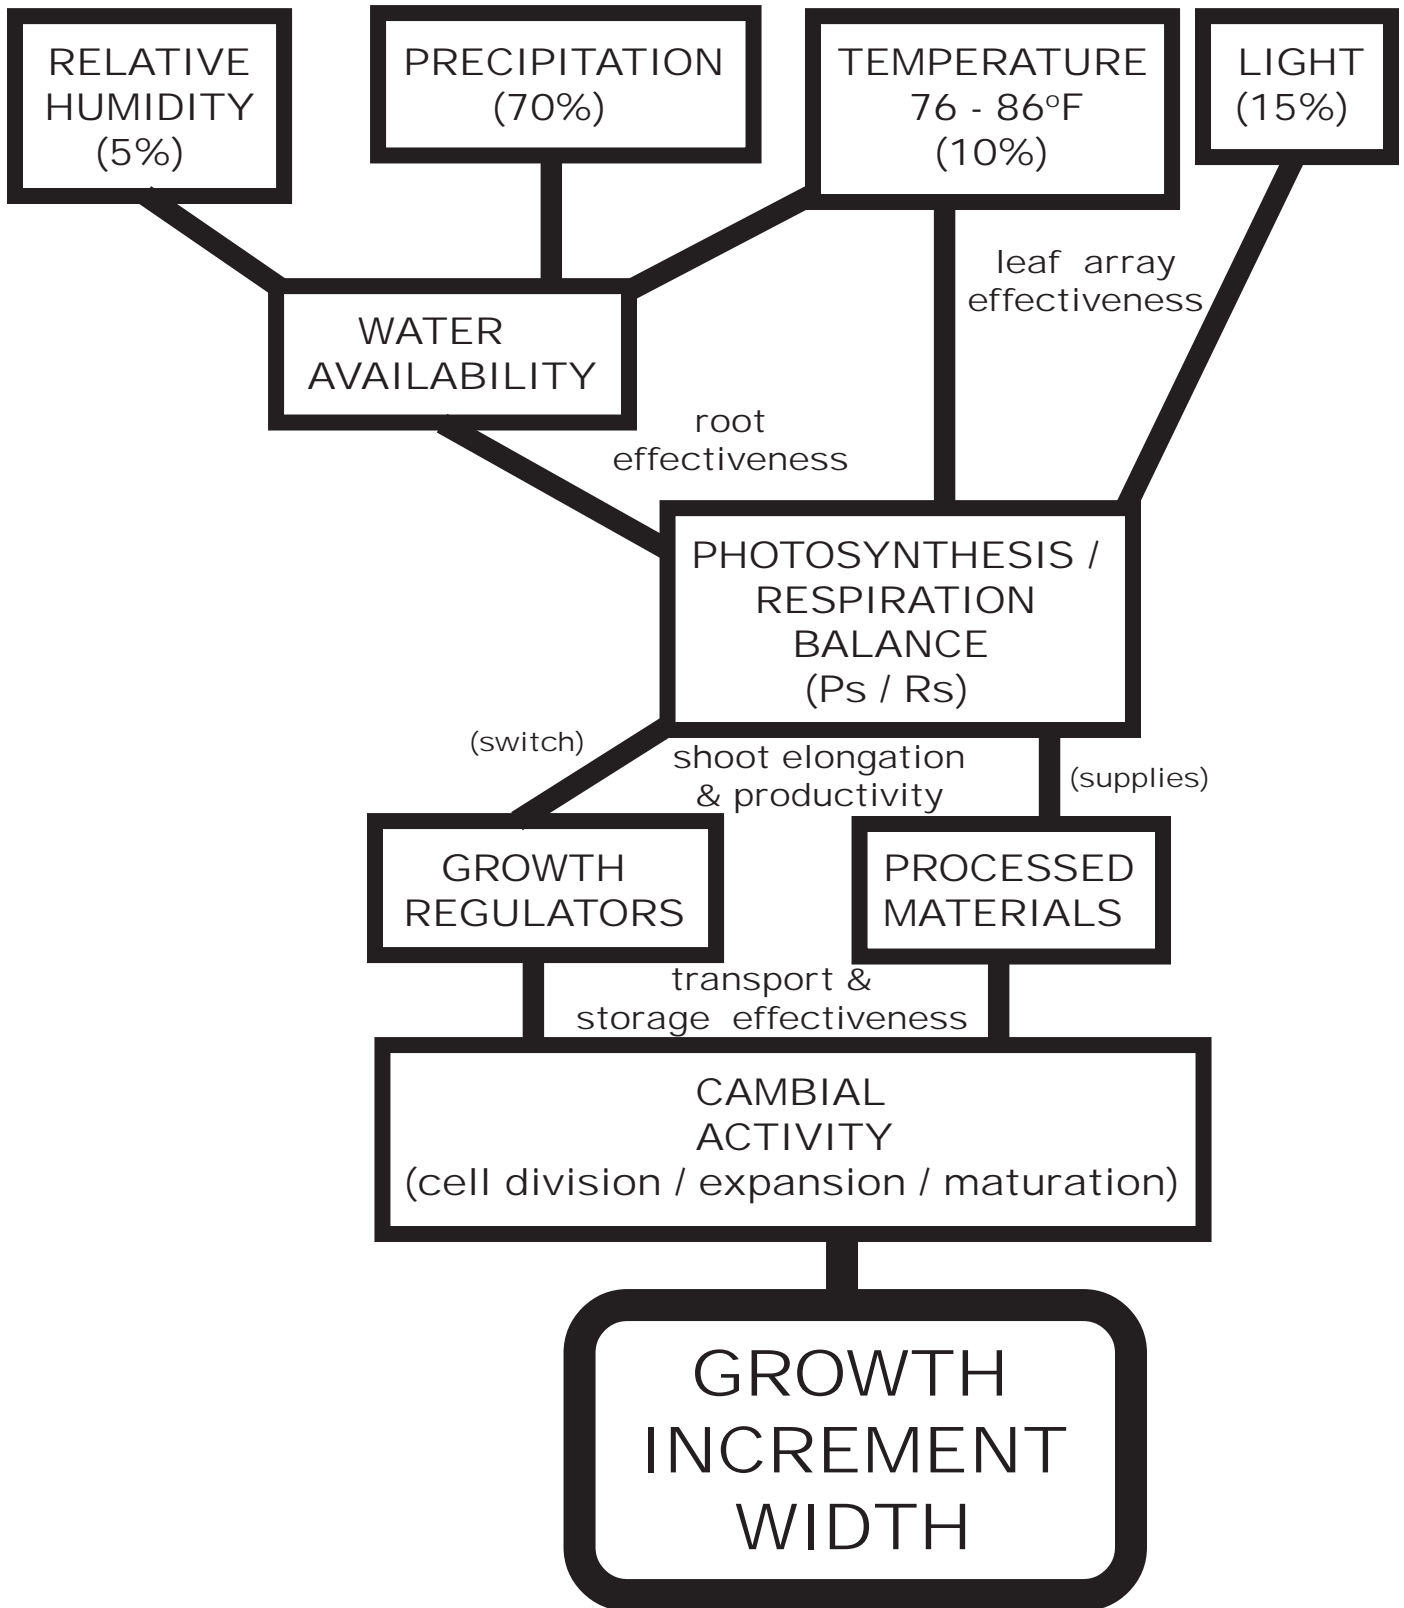 RELATIVE
HUMIDITY
(5%)
PRECIPITATION
(70%)
TEMPERATURE
76 - 86°F
(10%)
LIGHT
(15%)
leaf array
effectiveness
WATER
AVAILABILITY
root
effectiveness
PHOTOSYNTHESIS /
RESPIRATION
BALANCE
(Ps / Rs)
(switch)
shoot elongation
& productivity
(supplies)
GROWTH
REGULATORS
PROCESSED
MATERIALS
transport &
storage effectiveness
CAMBIAL
ACTIVITY
(cell division / expansion / maturation)
GROWTH
INCREMENT
WIDTH